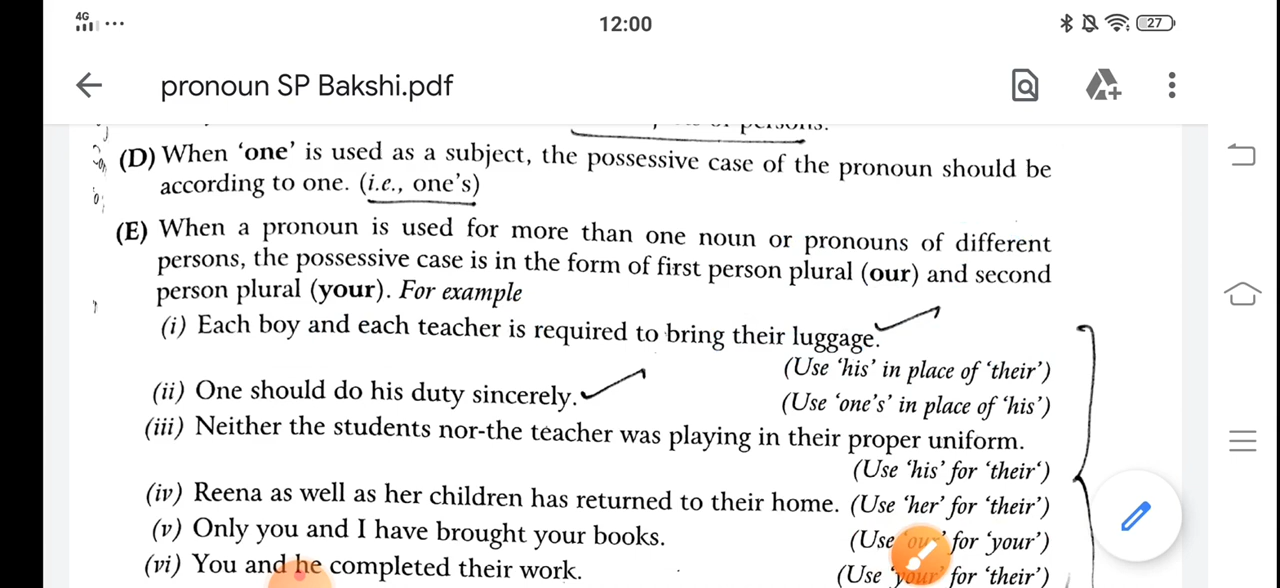 4G
12:00
27
pronoun SP Bakshi.pdf
persons.
(D) When 'one' is used as a subject, the possessive case of the pronoun should be
according to one. (i.e., one's)
(E) When a pronoun is used for more than one noun or pronouns of different
persons, the possessive case is in the form of first person plural (our) and second
person plural (your). For example
(i) Each boy and each teacher is required to bring their luggage.
(Use 'his' in place of 'their')
(ii) One should do his duty sincerely.
(Use 'one's' in place of 'his')
(iii) Neither the students nor-the teacher was playing in their proper uniform.
(Use 'his' for 'their')
(iv) Reena as well as her children has returned to their home. (Use 'her' for 'their')
(v) Only you and I have brought your books. (Use 'our' for 'your')
(vi) You and he completed their work. (Use 'your' for 'their')